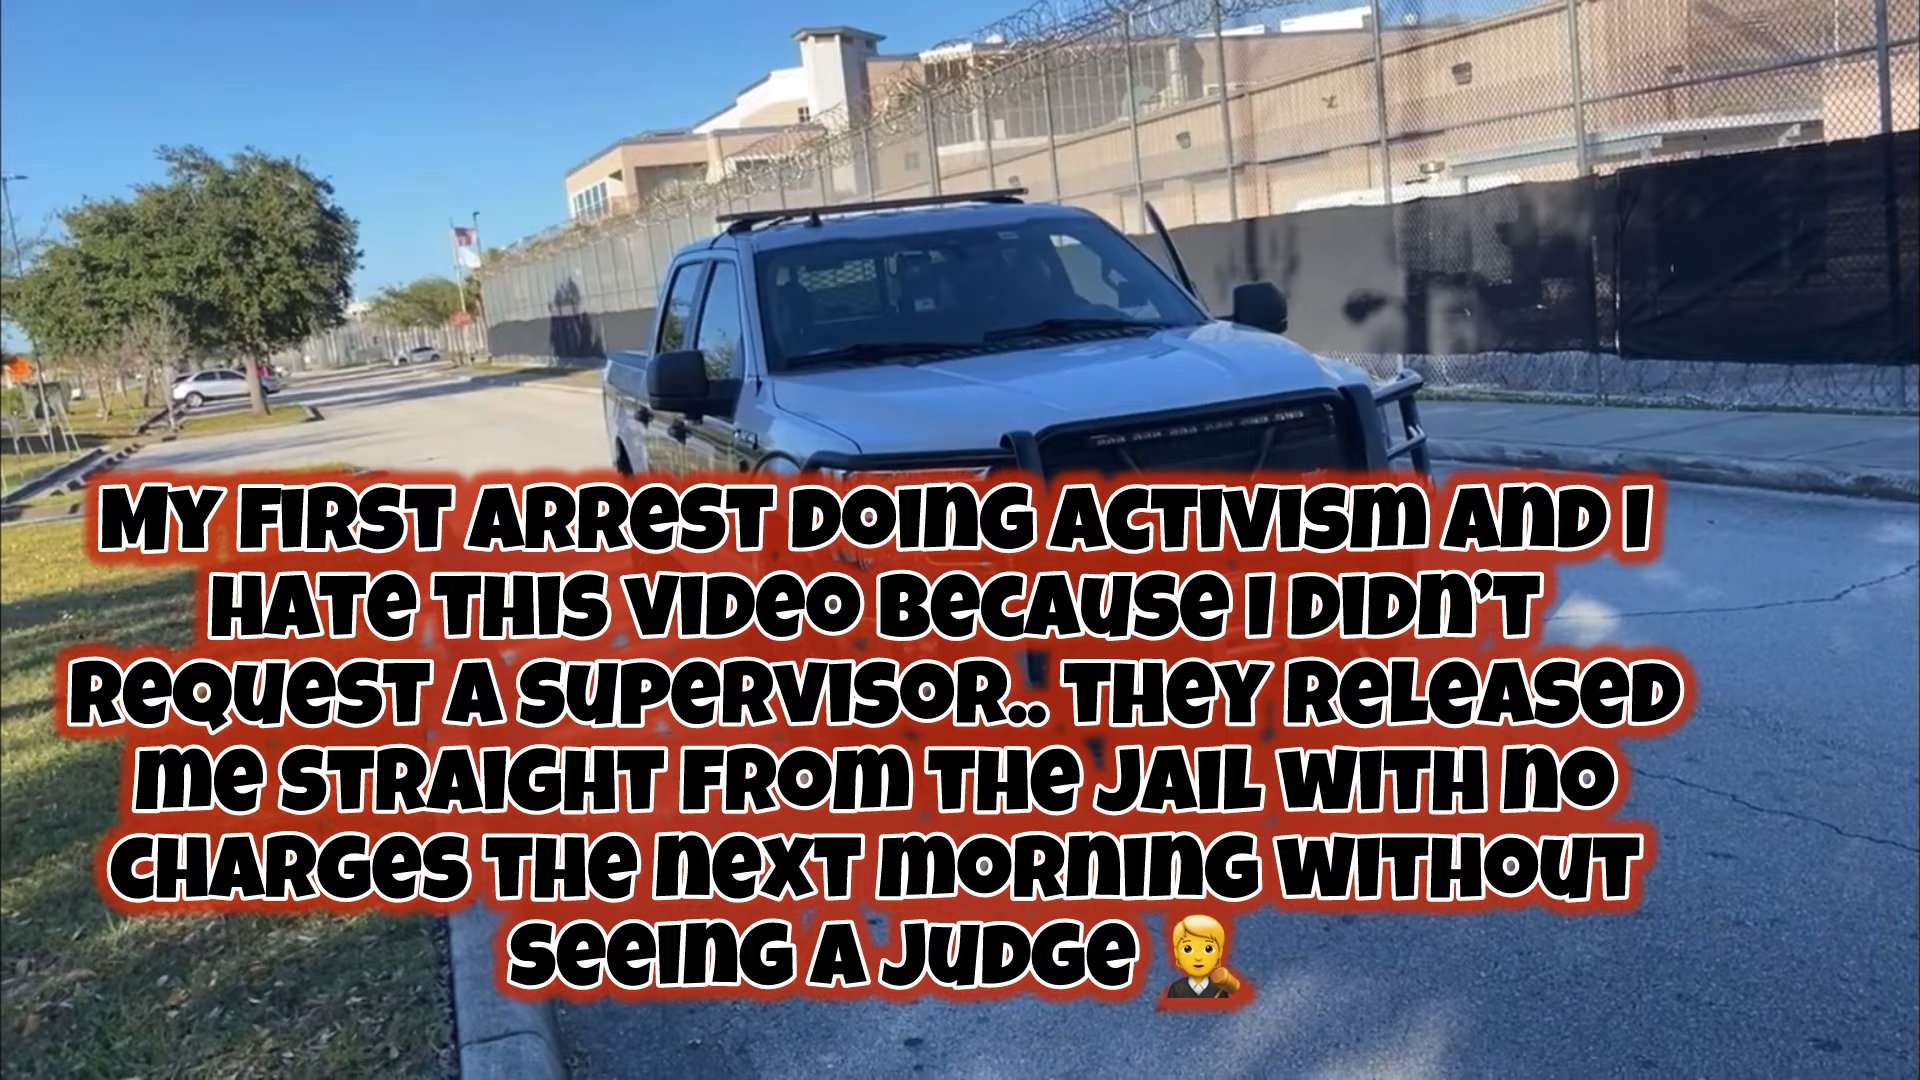 My first arrest doing activism and I
hate this video because I didn't
request a supervisor.. They released
me straight from the jail with no
charges the next morning without
seeing a judge 🧑‍⚖️